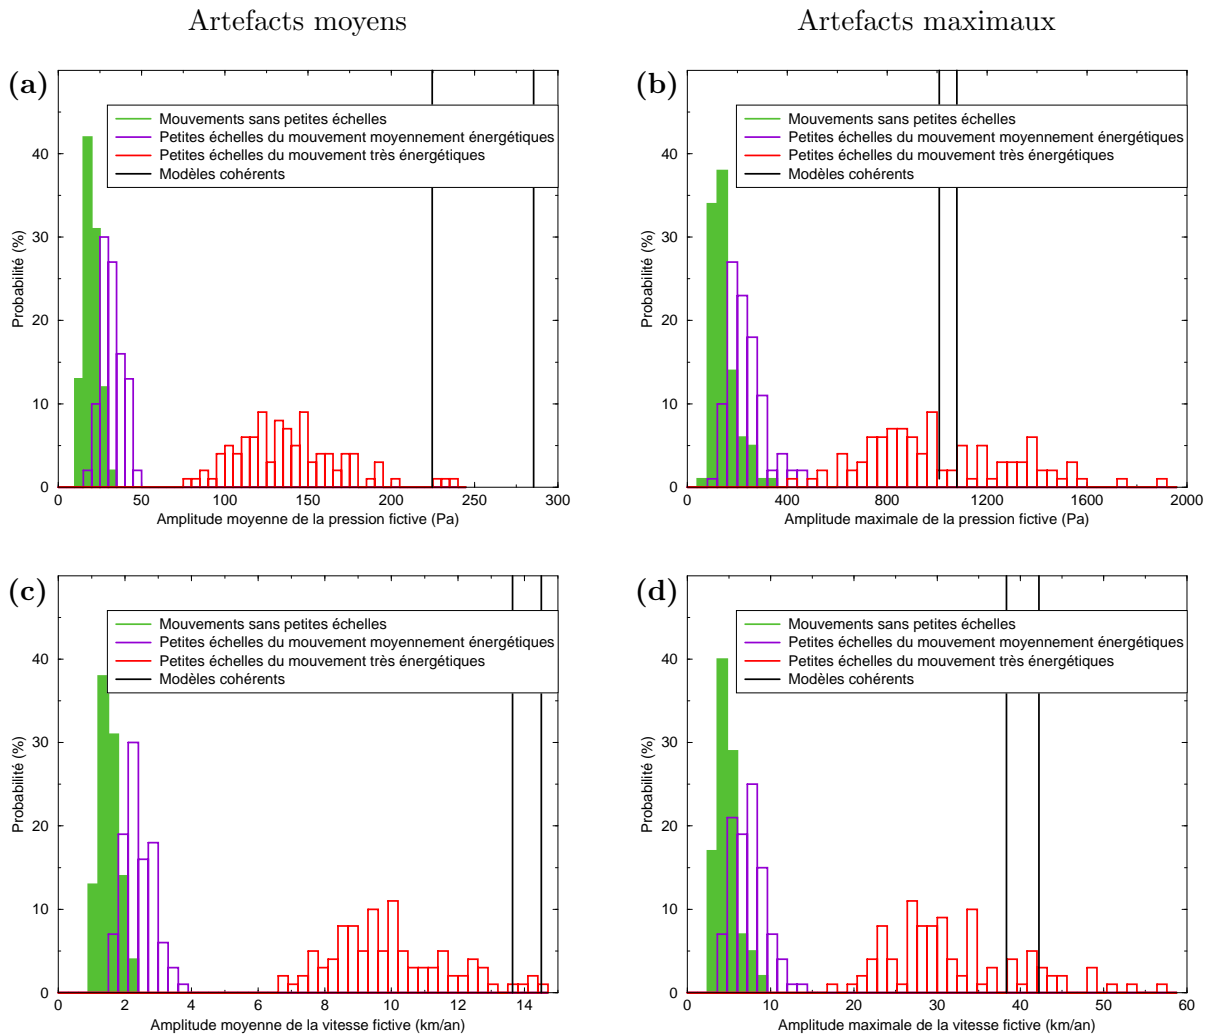 Artefacts moyens
Artefacts maximaux
(a)
Mouvements sans petites échelles
Petites échelles du mouvement moyennement énergétiques
Petites échelles du mouvement très énergétiques
Modèles cohérents
Probabilité (%)
40
30
20
10
0
0 50 100 150 200 250 300
Amplitude moyenne de la pression fictive (Pa)
(b)
Mouvements sans petites échelles
Petites échelles du mouvement moyennement énergétiques
Petites échelles du mouvement très énergétiques
Modèles cohérents
Probabilité (%)
40
30
20
10
0
0 400 800 1200 1600 2000
Amplitude maximale de la pression fictive (Pa)
(c)
Mouvements sans petites échelles
Petites échelles du mouvement moyennement énergétiques
Petites échelles du mouvement très énergétiques
Modèles cohérents
Probabilité (%)
40
30
20
10
0
0 2 4 6 8 10 12 14
Amplitude moyenne de la vitesse fictive (km/an)
(d)
Mouvements sans petites échelles
Petites échelles du mouvement moyennement énergétiques
Petites échelles du mouvement très énergétiques
Modèles cohérents
Probabilité (%)
40
30
20
10
0
0 10 20 30 40 50 60
Amplitude maximale de la vitesse fictive (km/an)